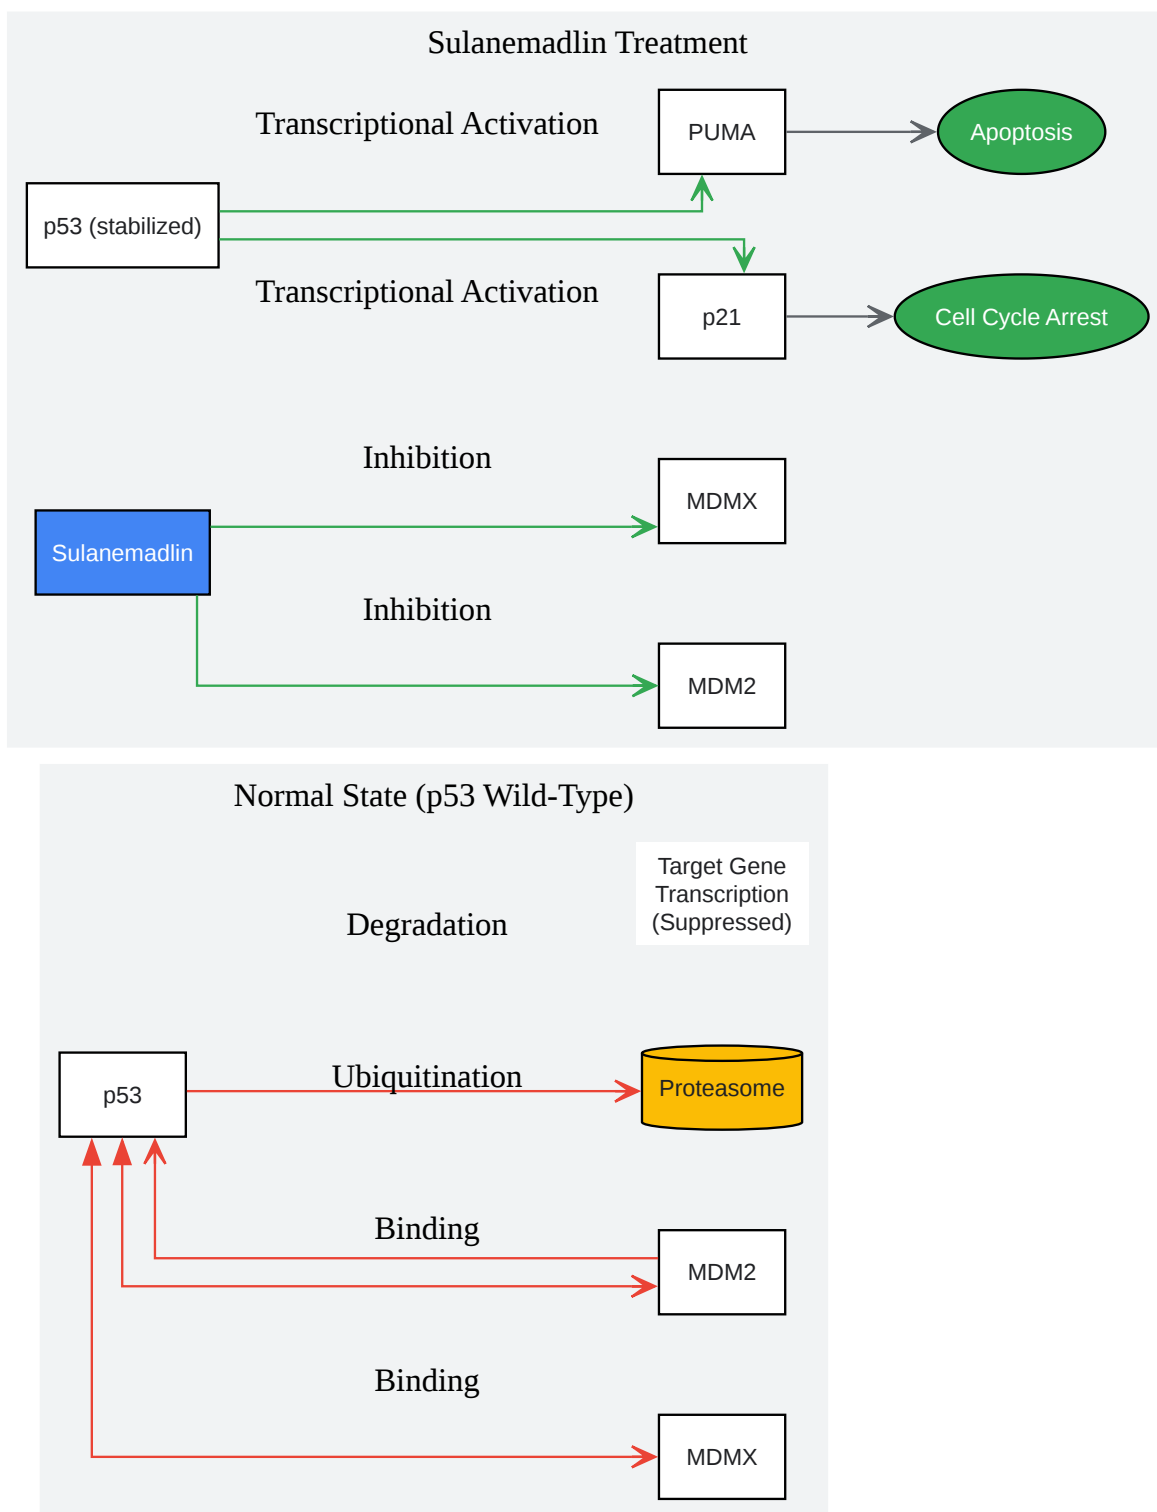 Sulanemadlin Treatment
Transcriptional Activation
PUMA
Apoptosis
p53 (stabilized)
Transcriptional Activation
p21
Cell Cycle Arrest
Inhibition
MDMX
Sulanemadlin
Inhibition
MDM2
Normal State (p53 Wild-Type)
Target Gene
Transcription
(Suppressed)
Degradation
p53
Ubiquitination
Proteasome
Binding
MDM2
Binding
MDMX